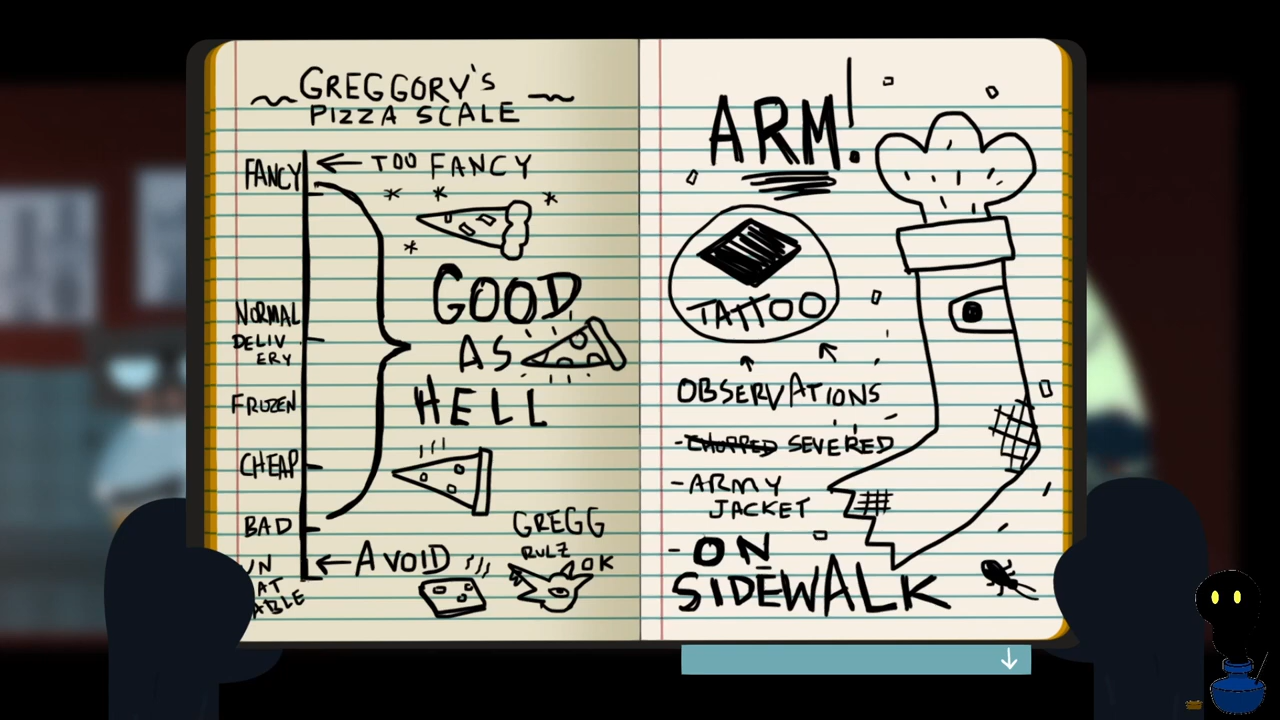 GREGGORY'S
PIZZA SCALE
FANCY
← TOO FANCY
GOOD
AS
HELL
NORMAL
DELIV
ERY
FROZEN
CHEAP
BAD
← AVOID
GREGG
RULZ
OK
ARM!
TATTOO
OBSERVATIONS
- CHOPPED SEVERED
- ARMY
JACKET
- ON
SIDEWALK